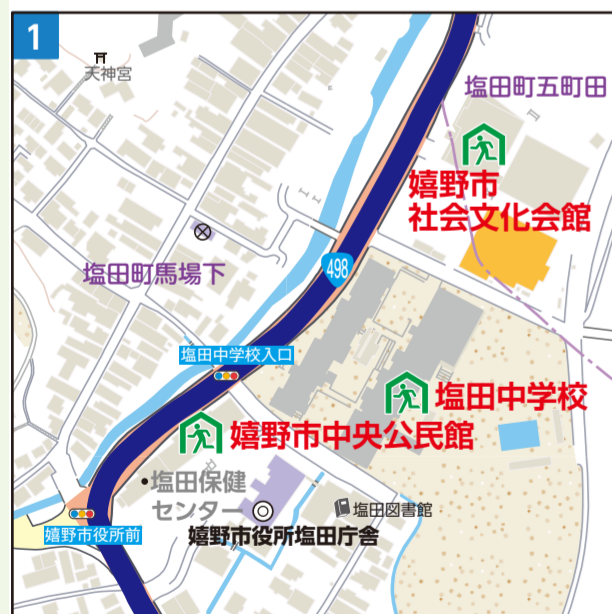 1
天神宮
塩田町五町田
嬉野市
社会文化会館
塩田町馬場下
498
塩田中学校入口
塩田中学校
嬉野市中央公民館
塩田保健
センター
塩田図書館
嬉野市役所塩田庁舎
嬉野市役所前